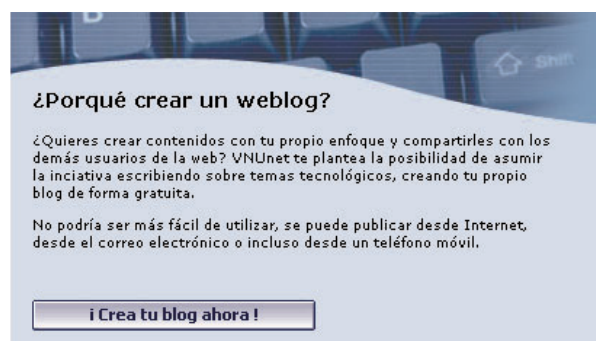 B
Shift
¿Porqué crear un weblog?
¿Quieres crear contenidos con tu propio enfoque y compartirles con los
demás usuarios de la web? VNUnet te plantea la posibilidad de asumir
la inciativa escribiendo sobre temas tecnológicos, creando tu propio
blog de forma gratuita.
No podría ser más fácil de utilizar, se puede publicar desde Internet,
desde el correo electrónico o incluso desde un teléfono móvil.
¡ Crea tu blog ahora !